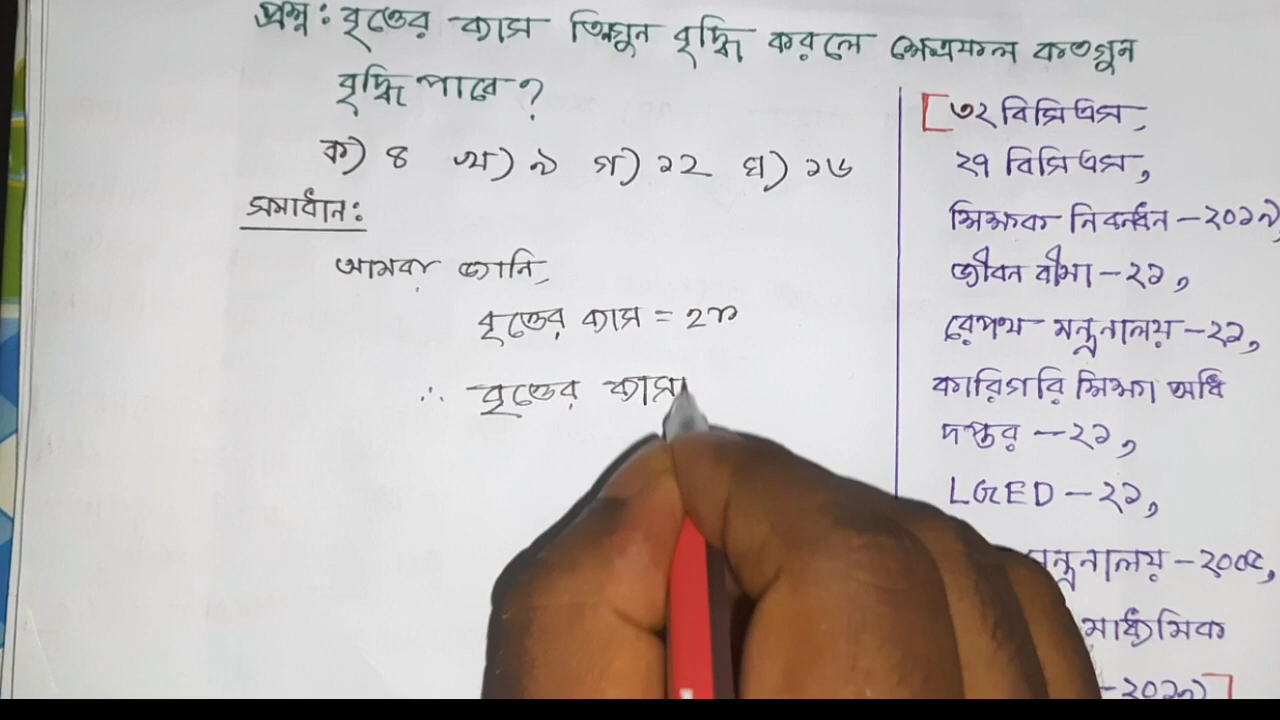 প্রশ্ন: বৃত্তের ব্যাস তিনগুন বৃদ্ধি করলে ক্ষেত্রফল কতগুন
বৃদ্ধি পাবে?
ক) ৪ খ) ৯ গ) ১২ ঘ) ১৬
সমাধান:
আমরা জানি,
বৃত্তের ব্যাস = 2r
∴ বৃত্তের ব্যাস
[৩২ বিসিএস,
২৭ বিসিএস,
শিক্ষক নিবন্ধন - ২০১৭,
জীবন বীমা - ২১,
রেলপথ মন্ত্রনালয় - ২১,
কারিগরি শিক্ষা অধি
দপ্তর - ২১,
LGED - ২১,
মন্ত্রনালয় - ২০০৫,
মাধ্যমিক
- ২০১৭]